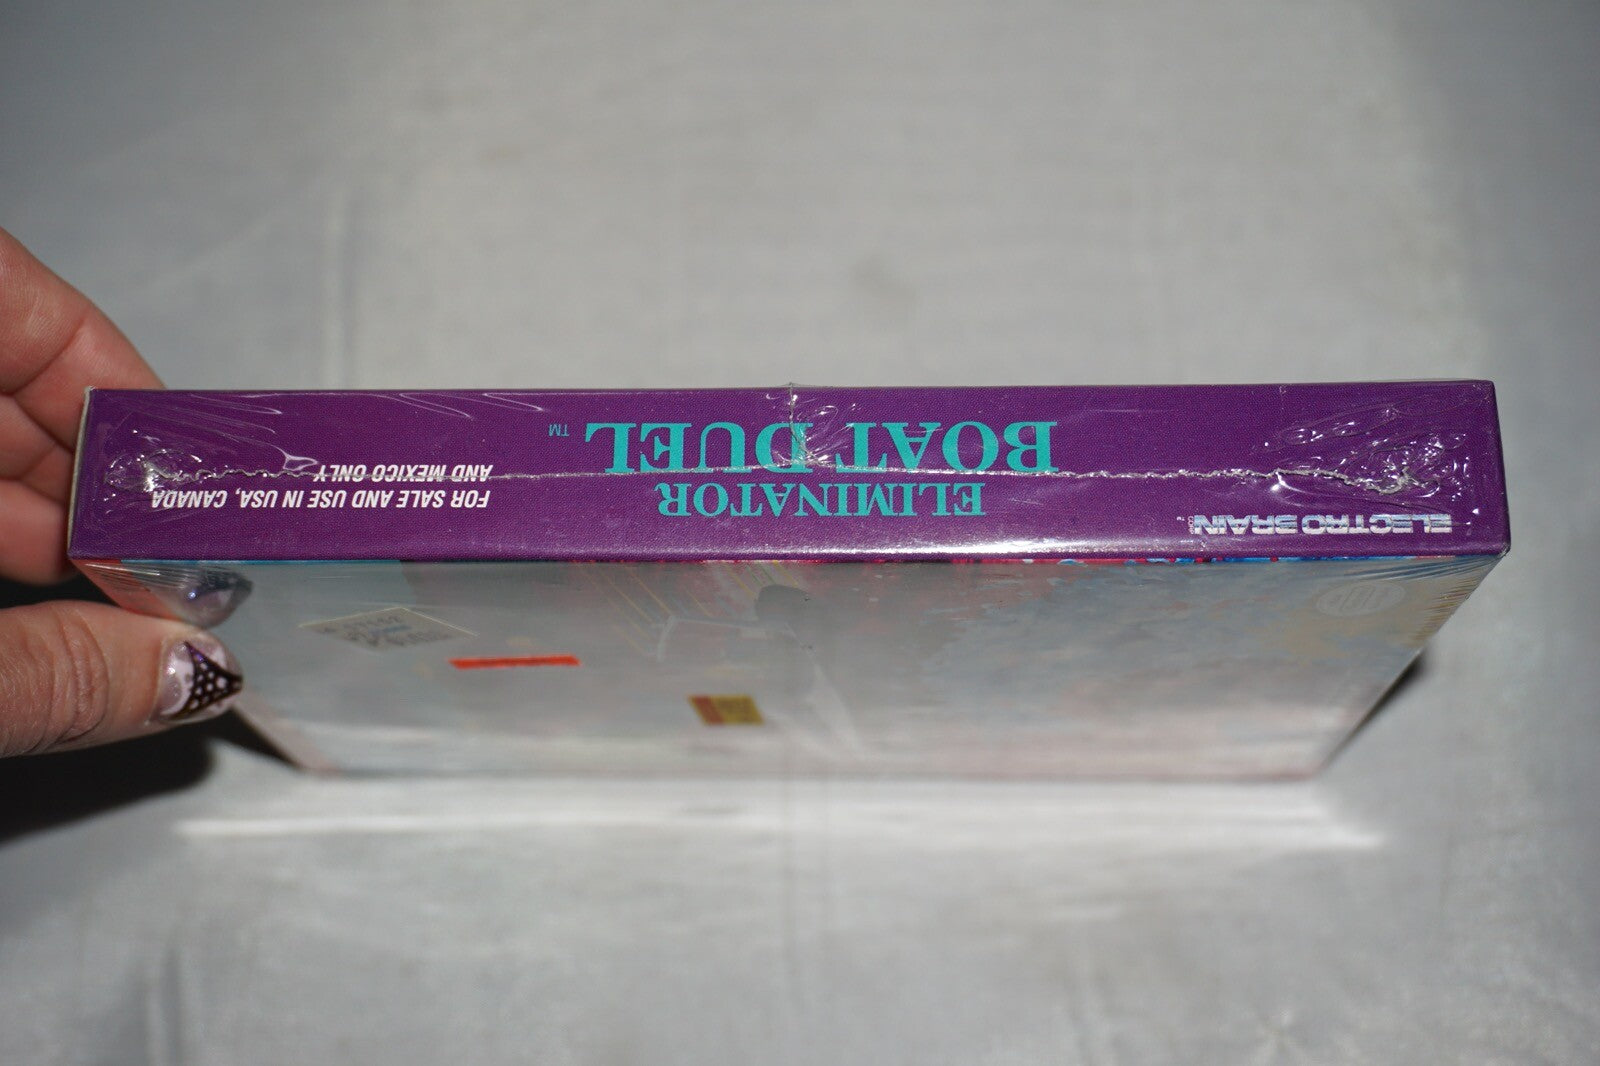 ELECTRO BRAIN
ELIMINATOR
BOAT DUEL ™
FOR SALE AND USE IN USA, CANADA
AND MEXICO ONLY